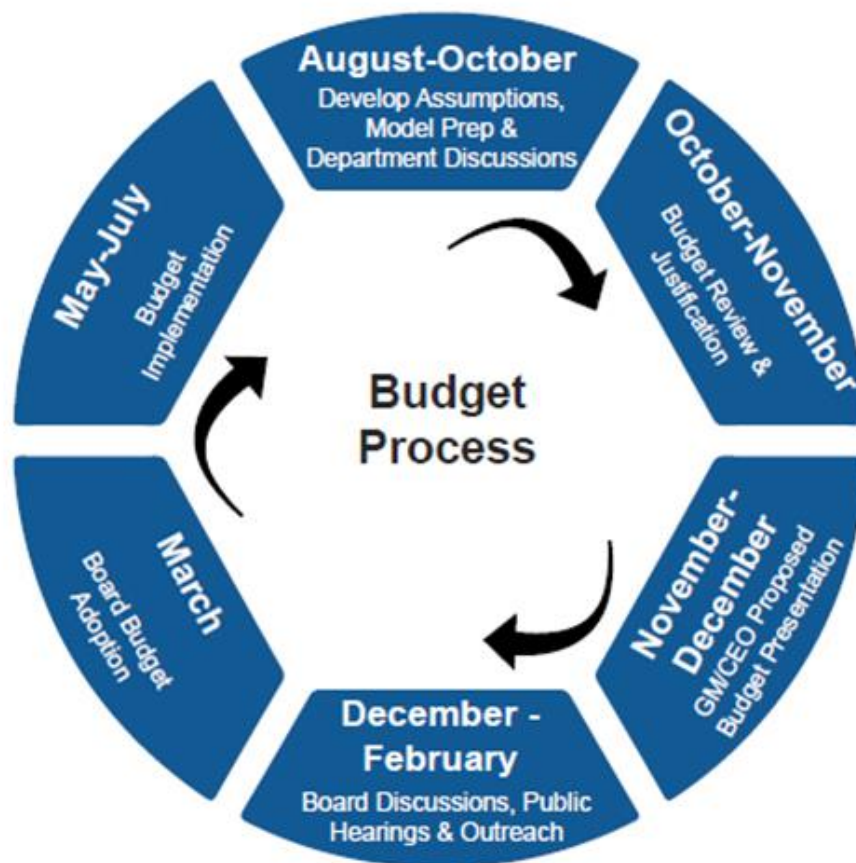 August-October
Develop Assumptions,
Model Prep &
Department Discussions
October-November
Budget Review &
Justification
November-
December
GM/CEO Proposed
Budget Presentation
December -
February
Board Discussions, Public
Hearings & Outreach
March
Board Budget
Adoption
May-July
Budget
Implementation
Budget
Process